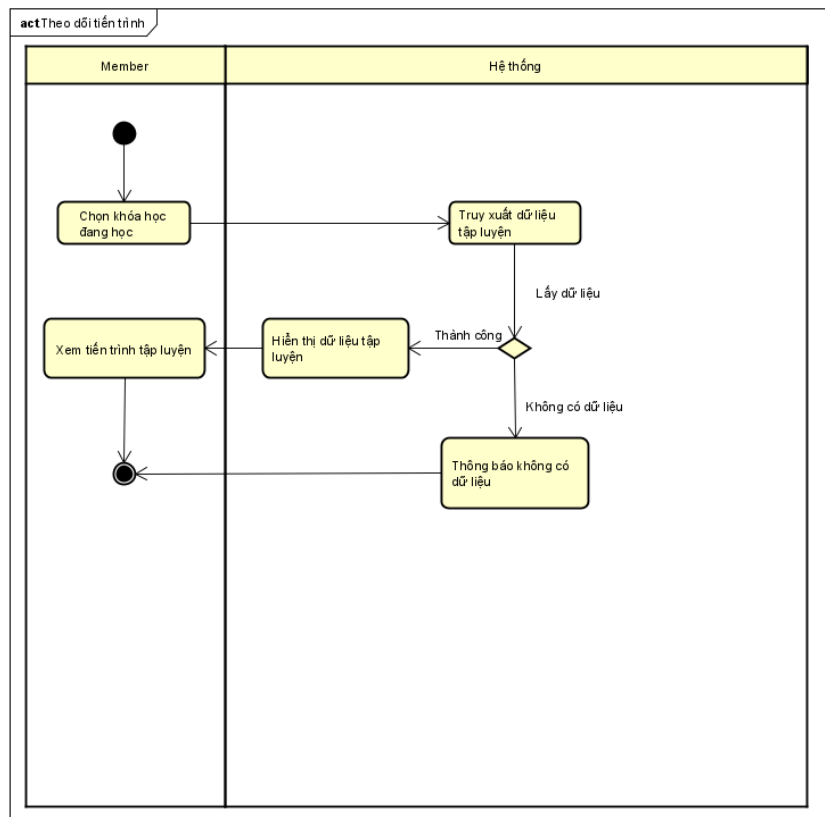 act Theo dõi tiến trình
Member
Hệ thống
Chọn khóa học
đang học
Truy xuất dữ liệu
tập luyện
Lấy dữ liệu
Thành công
Hiển thị dữ liệu tập
luyện
Xem tiến trình tập luyện
Không có dữ liệu
Thông báo không có
dữ liệu